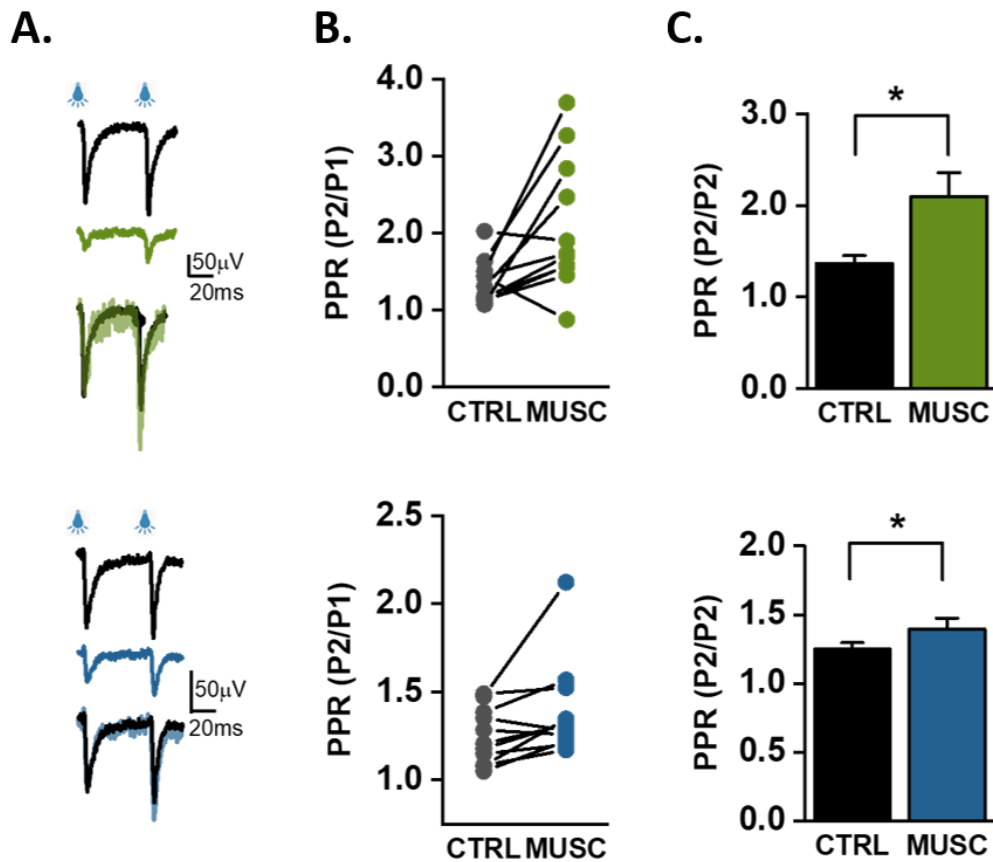 A.
B.
C.
50µV
20ms
PPR (P2/P1)
4.0
3.0
2.0
1.0
0.0
CTRL MUSC
PPR (P2/P2)
3.0
2.0
1.0
0.0
*
CTRL MUSC
50µV
20ms
PPR (P2/P1)
2.5
2.0
1.5
1.0
CTRL MUSC
PPR (P2/P2)
2.0
1.5
1.0
0.5
0.0
*
CTRL MUSC